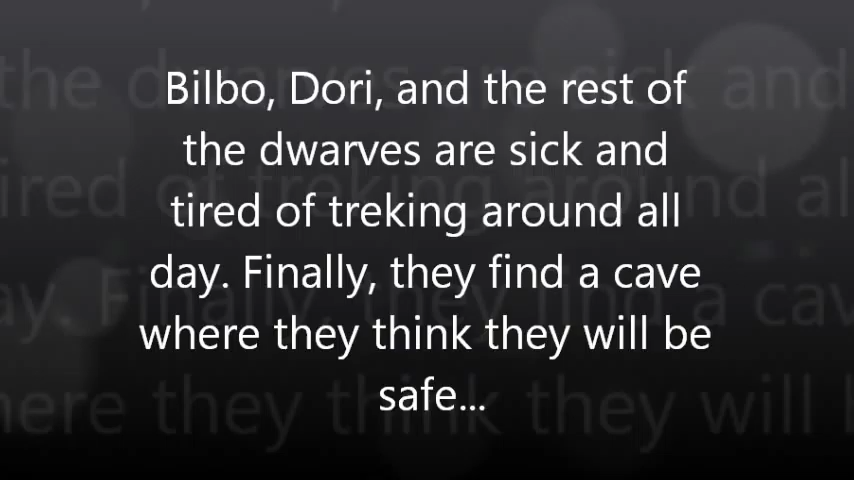 Bilbo, Dori, and the rest of
the dwarves are sick and
tired of treking around all
day. Finally, they find a cave
where they think they will be
safe...